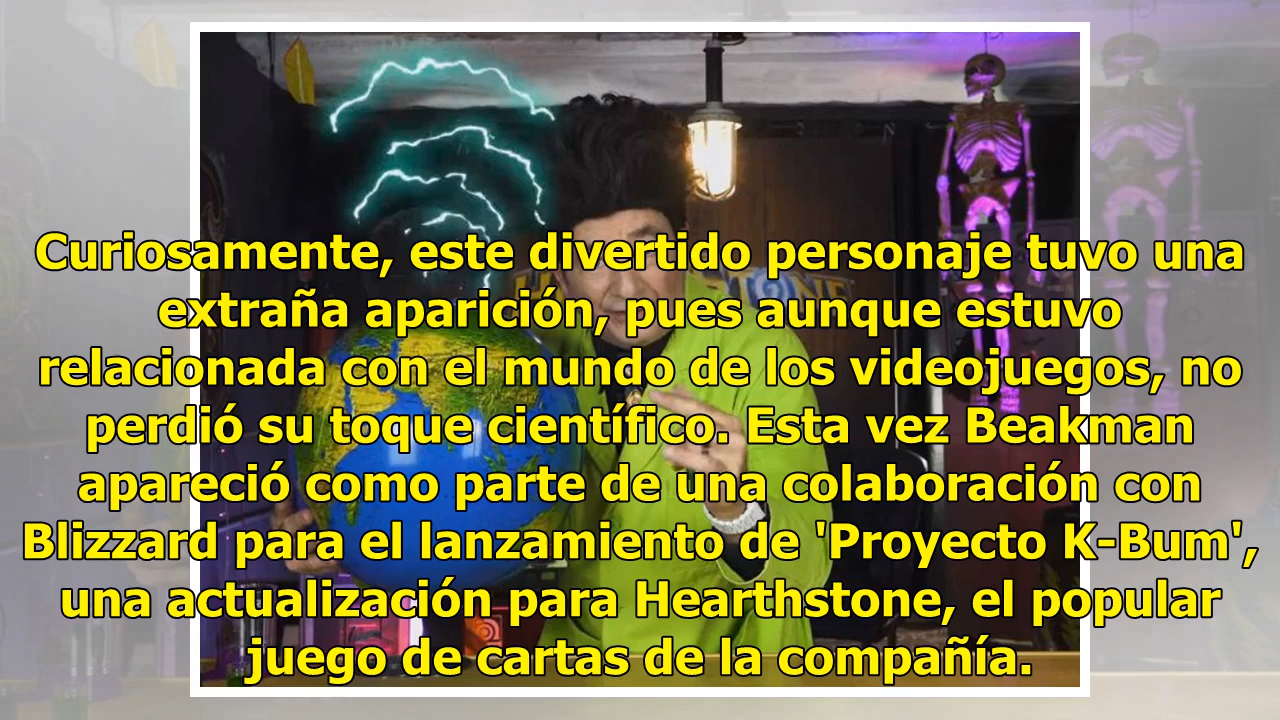 Curiosamente, este divertido personaje tuvo una
extraña aparición, pues aunque estuvo
relacionada con el mundo de los videojuegos, no
perdió su toque científico. Esta vez Beakman
apareció como parte de una colaboración con
Blizzard para el lanzamiento de 'Proyecto K-Bum',
una actualización para Hearthstone, el popular
juego de cartas de la compañía.